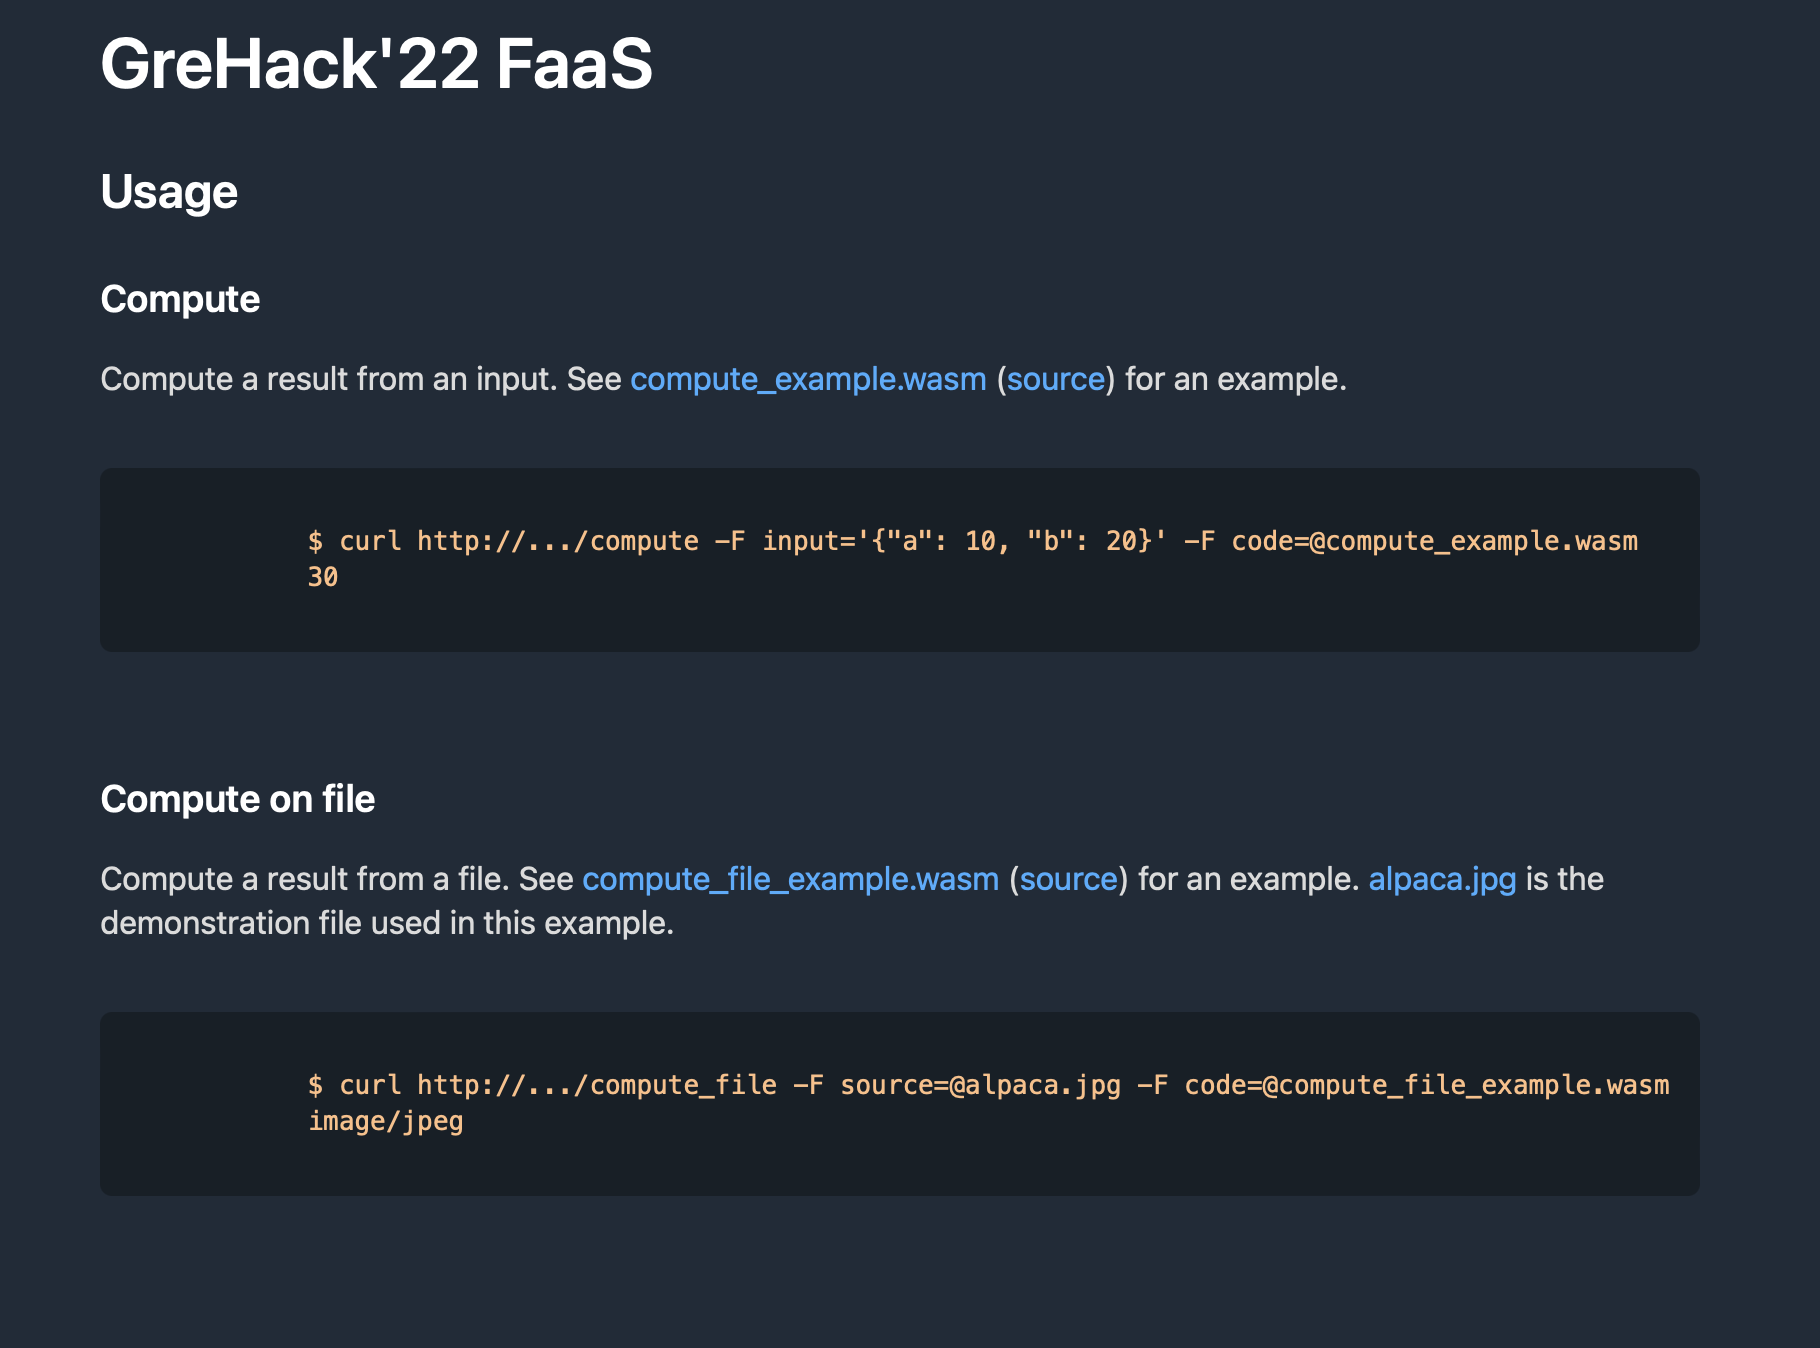 GreHack'22 FaaS
Usage
Compute
Compute a result from an input. See compute_example.wasm (source) for an example.
$ curl http://.../compute -F input='{"a": 10, "b": 20}' -F code=@compute_example.wasm
30
Compute on file
Compute a result from a file. See compute_file_example.wasm (source) for an example. alpaca.jpg is the
demonstration file used in this example.
$ curl http://.../compute_file -F source=@alpaca.jpg -F code=@compute_file_example.wasm
image/jpeg